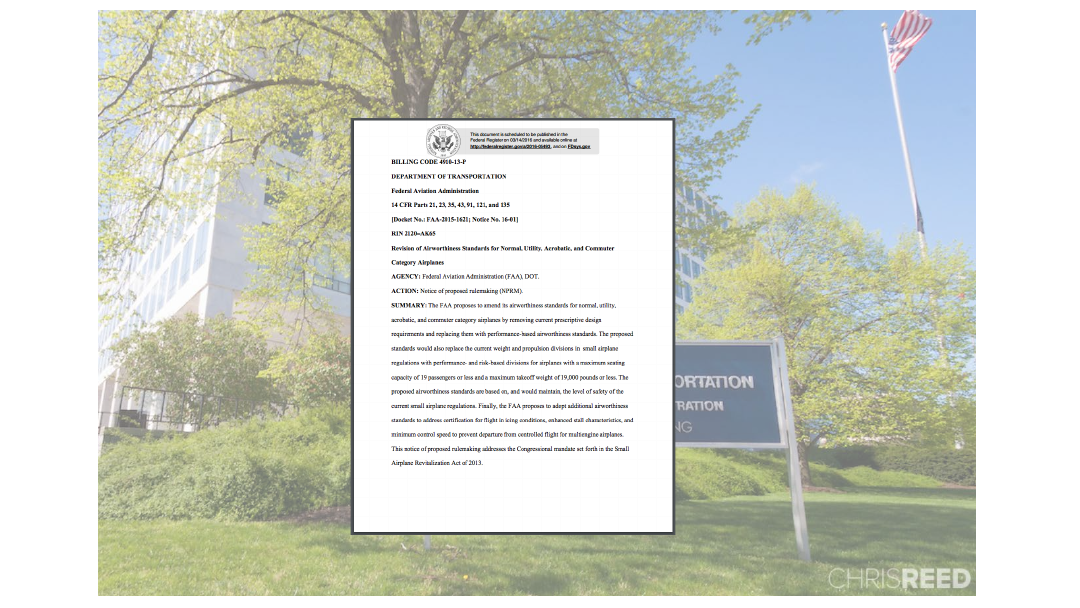 This document is scheduled to be published in the
Federal Register on 03/14/2016 and available online at
http://federalregister.gov/a/2016-05493, and on FDsys.gov
BILLING CODE 4910-13-P
DEPARTMENT OF TRANSPORTATION
Federal Aviation Administration
14 CFR Parts 21, 23, 35, 43, 91, 121, and 135
[Docket No.: FAA-2015-1621; Notice No. 16-01]
RIN 2120-AK65
Revision of Airworthiness Standards for Normal, Utility, Acrobatic, and Commuter
Category Airplanes
AGENCY: Federal Aviation Administration (FAA), DOT.
ACTION: Notice of proposed rulemaking (NPRM).
SUMMARY: The FAA proposes to amend its airworthiness standards for normal, utility,
acrobatic, and commuter category airplanes by removing current prescriptive design
requirements and replacing them with performance-based airworthiness standards. The proposed
standards would also replace the current weight and propulsion divisions in small airplane
regulations with performance- and risk-based divisions for airplanes with a maximum seating
capacity of 19 passengers or less and a maximum takeoff weight of 19,000 pounds or less. The
proposed airworthiness standards are based on, and would maintain, the level of safety of the
current small airplane regulations. Finally, the FAA proposes to adopt additional airworthiness
standards to address certification for flight in icing conditions, enhanced stall characteristics, and
minimum control speed to prevent departure from controlled flight for multiengine airplanes.
This notice of proposed rulemaking addresses the Congressional mandate set forth in the Small
Airplane Revitalization Act of 2013.
ORTATION
RATION
NG
CHRISREED